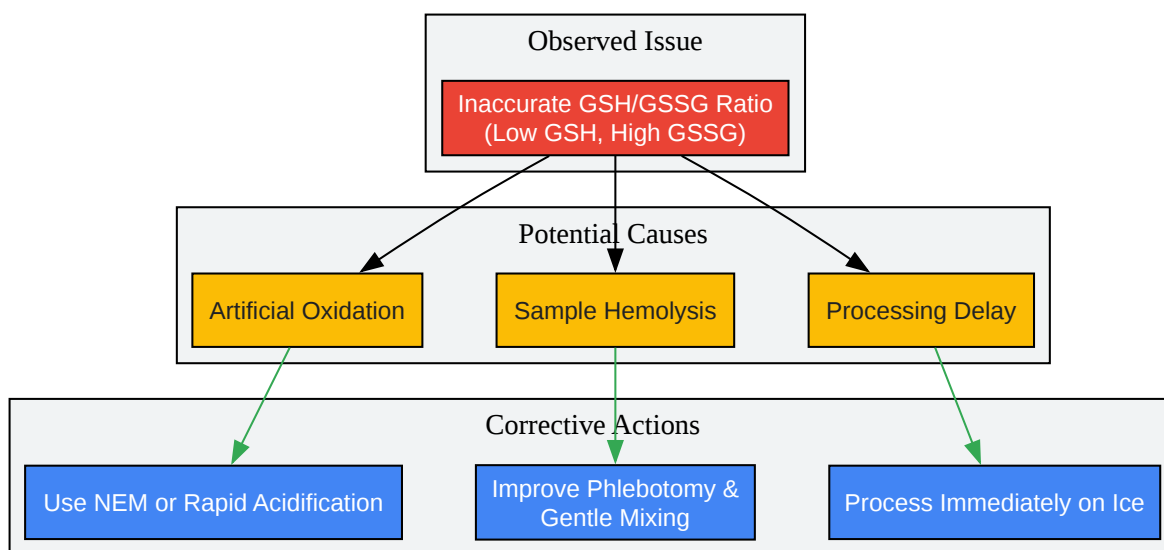 Observed Issue
Inaccurate GSH/GSSG Ratio
(Low GSH, High GSSG)
Potential Causes
Artificial Oxidation
Sample Hemolysis
Processing Delay
Corrective Actions
Use NEM or Rapid Acidification
Improve Phlebotomy &
Gentle Mixing
Process Immediately on Ice